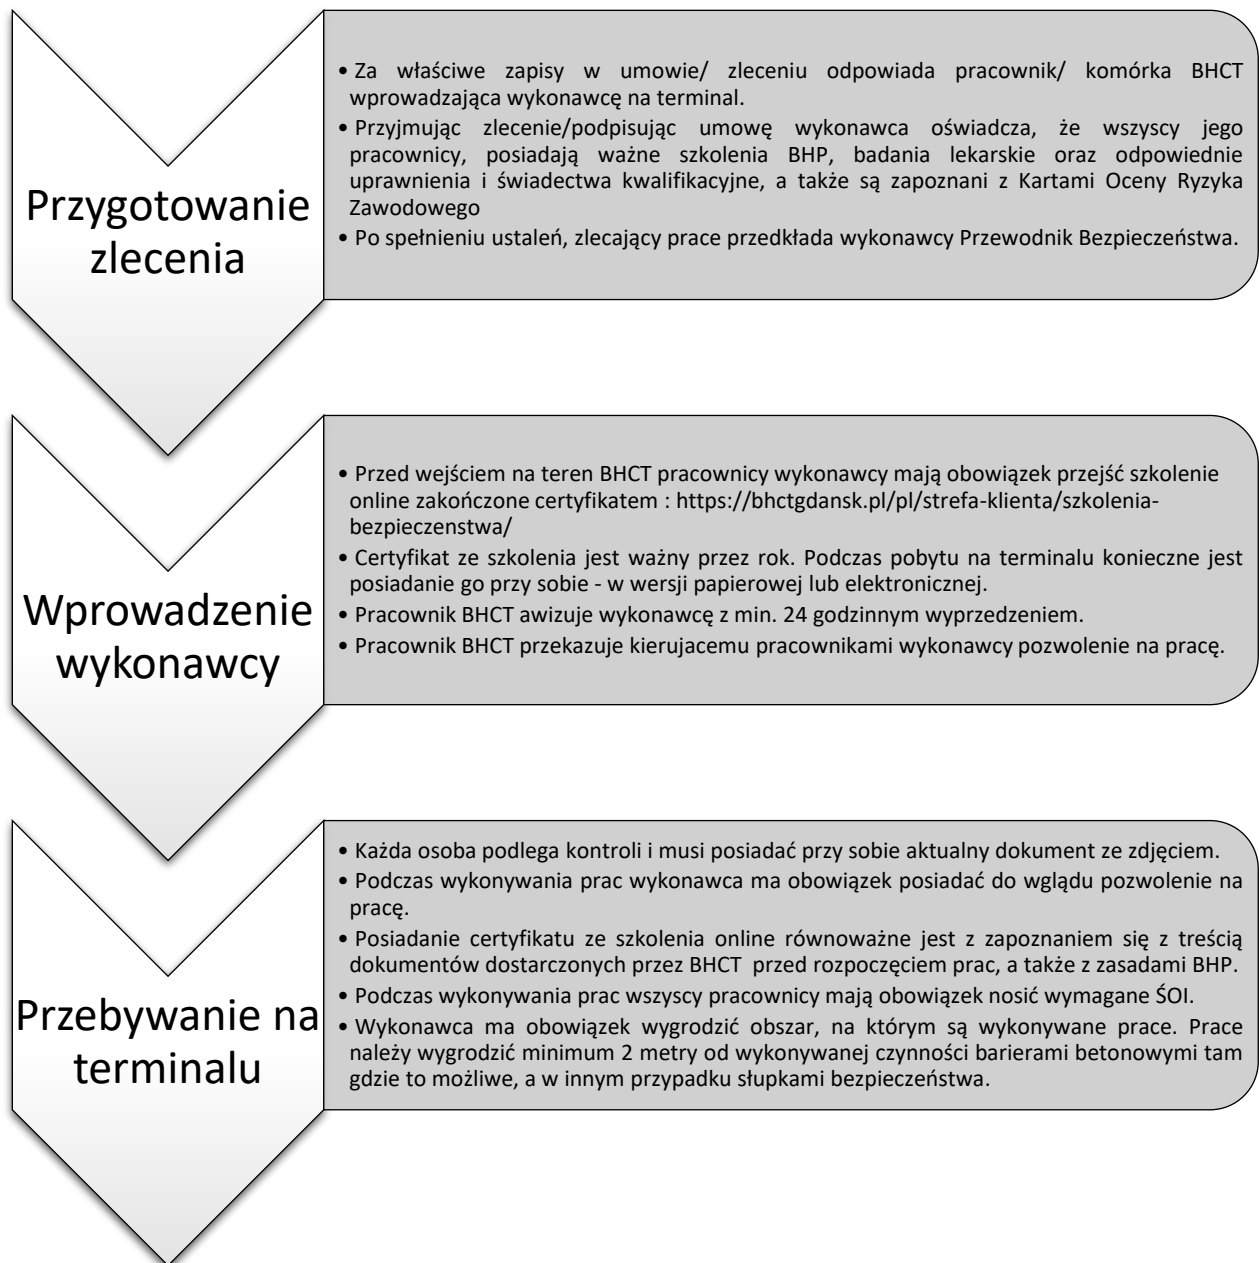 Przygotowanie
zlecenia
• Za właściwe zapisy w umowie/ zleceniu odpowiada pracownik/ komórka BHCT
wprowadzająca wykonawcę na terminal.
• Przyjmując zlecenie/podpisując umowę wykonawca oświadcza, że wszyscy jego
pracownicy, posiadają ważne szkolenia BHP, badania lekarskie oraz odpowiednie
uprawnienia i świadectwa kwalifikacyjne, a także są zapoznani z Kartami Oceny Ryzyka
Zawodowego
• Po spełnieniu ustaleń, zlecający prace przedkłada wykonawcy Przewodnik Bezpieczeństwa.
Wprowadzenie
wykonawcy
• Przed wejściem na teren BHCT pracownicy wykonawcy mają obowiązek przejść szkolenie
online zakończone certyfikatem : https://bhctgdansk.pl/pl/strefa-klienta/szkolenia-
bezpieczenstwa/
• Certyfikat ze szkolenia jest ważny przez rok. Podczas pobytu na terminalu konieczne jest
posiadanie go przy sobie - w wersji papierowej lub elektronicznej.
• Pracownik BHCT awizuje wykonawcę z min. 24 godzinnym wyprzedzeniem.
• Pracownik BHCT przekazuje kierujacemu pracownikami wykonawcy pozwolenie na pracę.
Przebywanie na
terminalu
• Każda osoba podlega kontroli i musi posiadać przy sobie aktualny dokument ze zdjęciem.
• Podczas wykonywania prac wykonawca ma obowiązek posiadać do wglądu pozwolenie na
pracę.
• Posiadanie certyfikatu ze szkolenia online równoważne jest z zapoznaniem się z treścią
dokumentów dostarczonych przez BHCT przed rozpoczęciem prac, a także z zasadami BHP.
• Podczas wykonywania prac wszyscy pracownicy mają obowiązek nosić wymagane ŚOI.
• Wykonawca ma obowiązek wygrodzić obszar, na którym są wykonywane prace. Prace
należy wygrodzić minimum 2 metry od wykonywanej czynności barierami betonowymi tam
gdzie to możliwe, a w innym przypadku słupkami bezpieczeństwa.